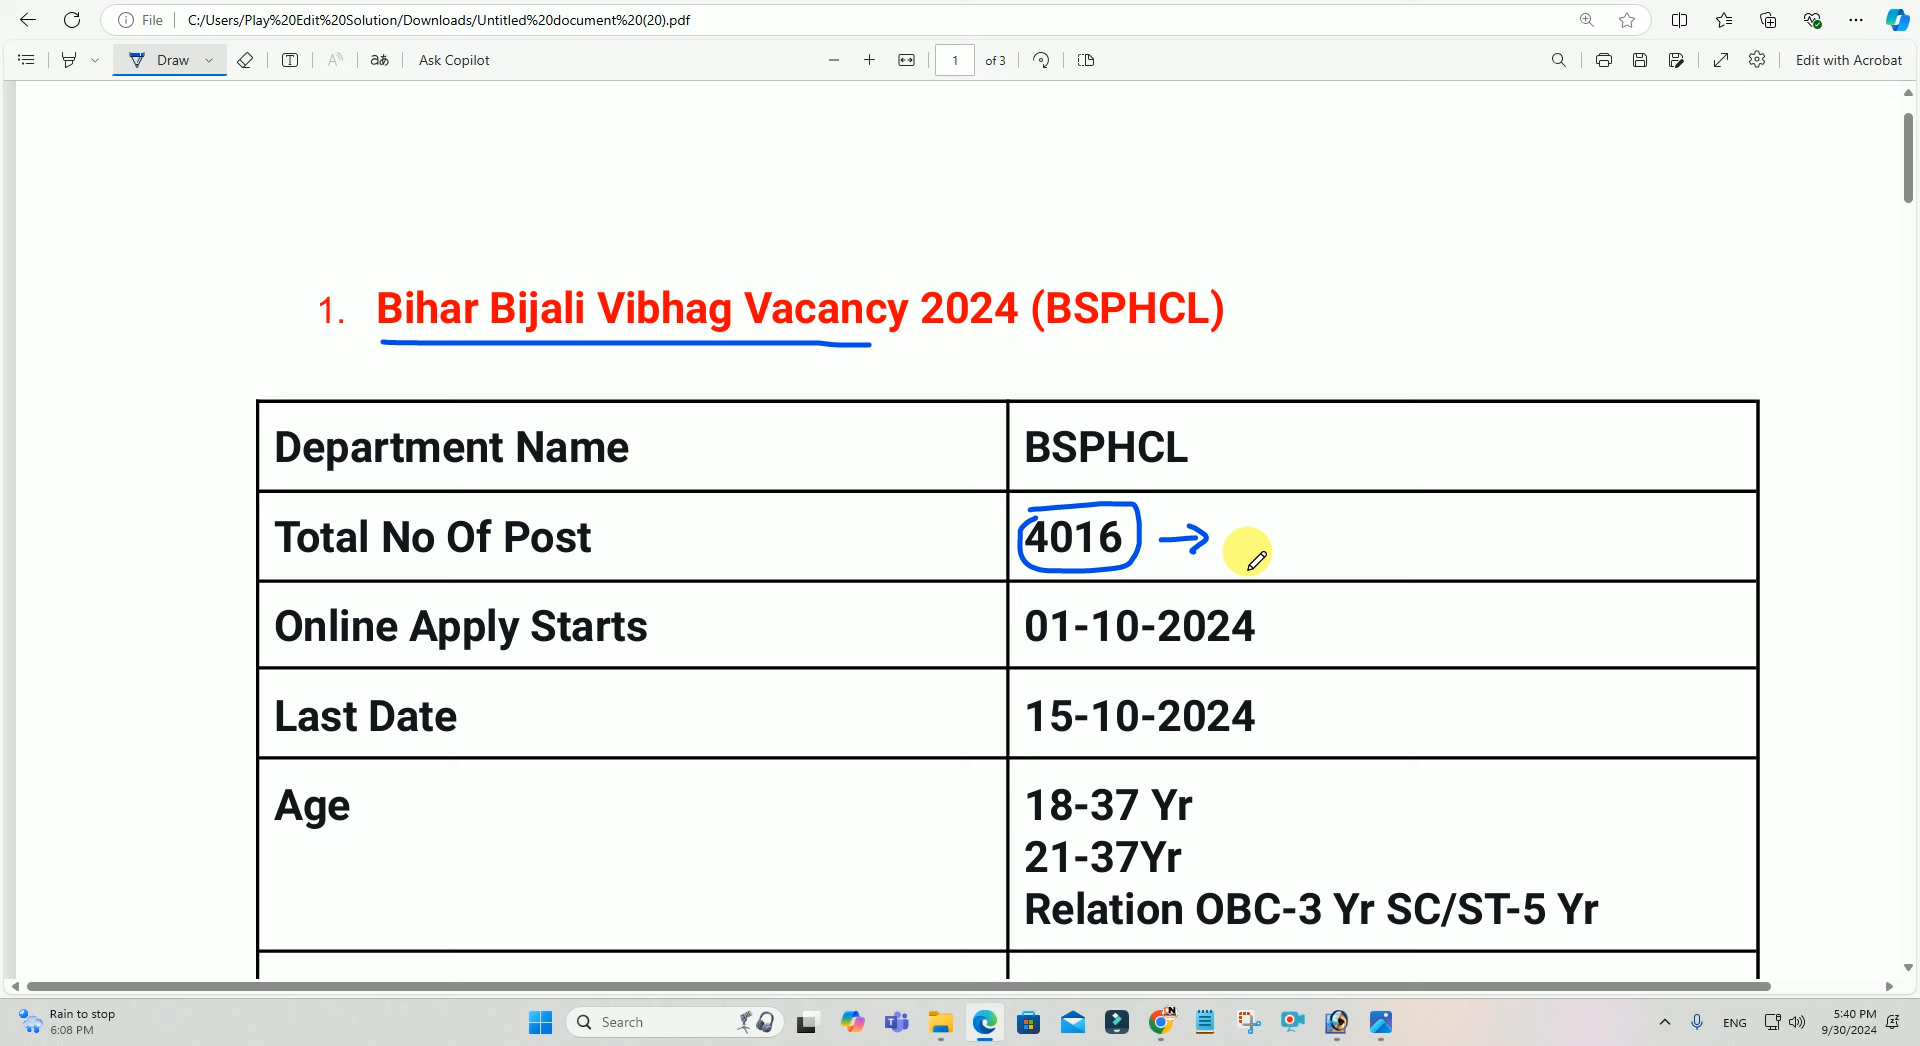 File
C:/Users/Play%20Edit%20Solution/Downloads/Untitled%20document%20(20).pdf
Draw
aあ
Ask Copilot
1
of 3
Edit with Acrobat
1. Bihar Bijali Vibhag Vacancy 2024 (BSPHCL)
Department Name
BSPHCL
Total No Of Post
4016
Online Apply Starts
01-10-2024
Last Date
15-10-2024
Age
18-37 Yr
21-37Yr
Relation OBC-3 Yr SC/ST-5 Yr
Rain to stop
6:08 PM
Search
ENG
5:40 PM
9/30/2024